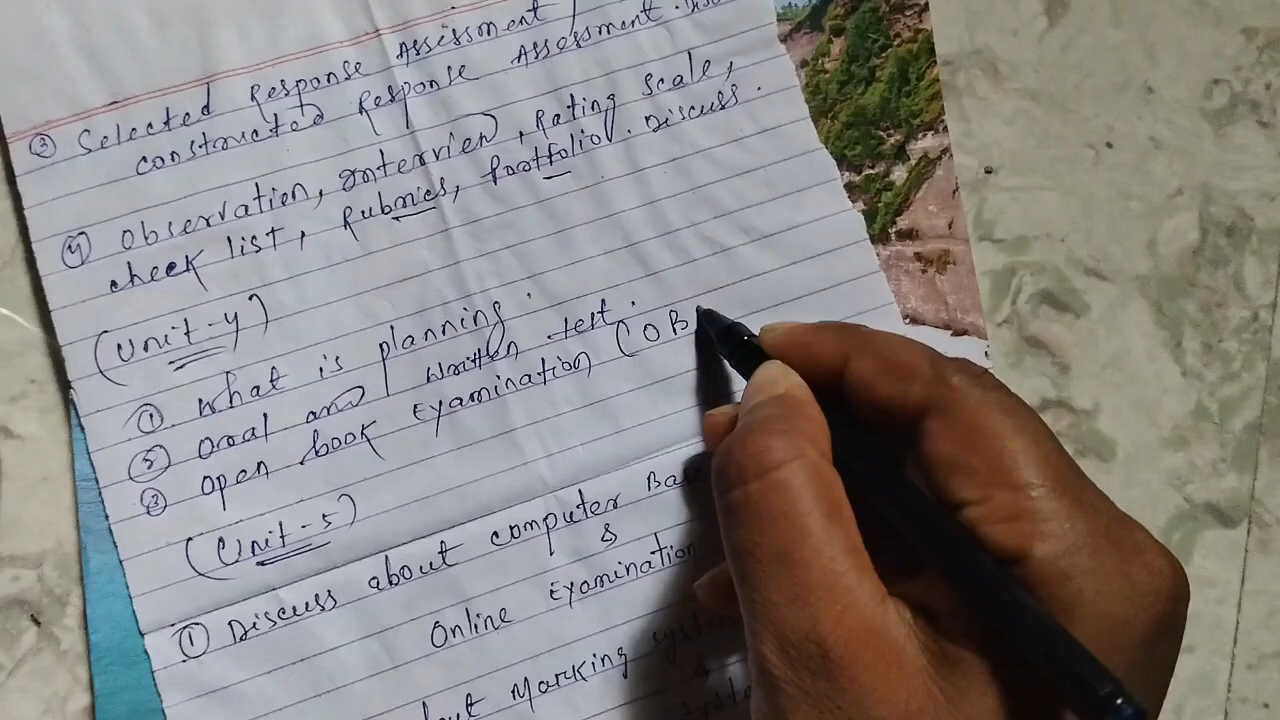 ③ Selected Response Assissment /
constructed Response Assessment.
④ Observation, Interview, Rating Scale,
check list, Rubrics, Portfolio. Discuss.
(Unit-4)
① What is planning.
② Oral and written test.
③ open book Examination (OB
(Unit-5)
① Discuss about computer Ba
&
Online Examination
Marking
&